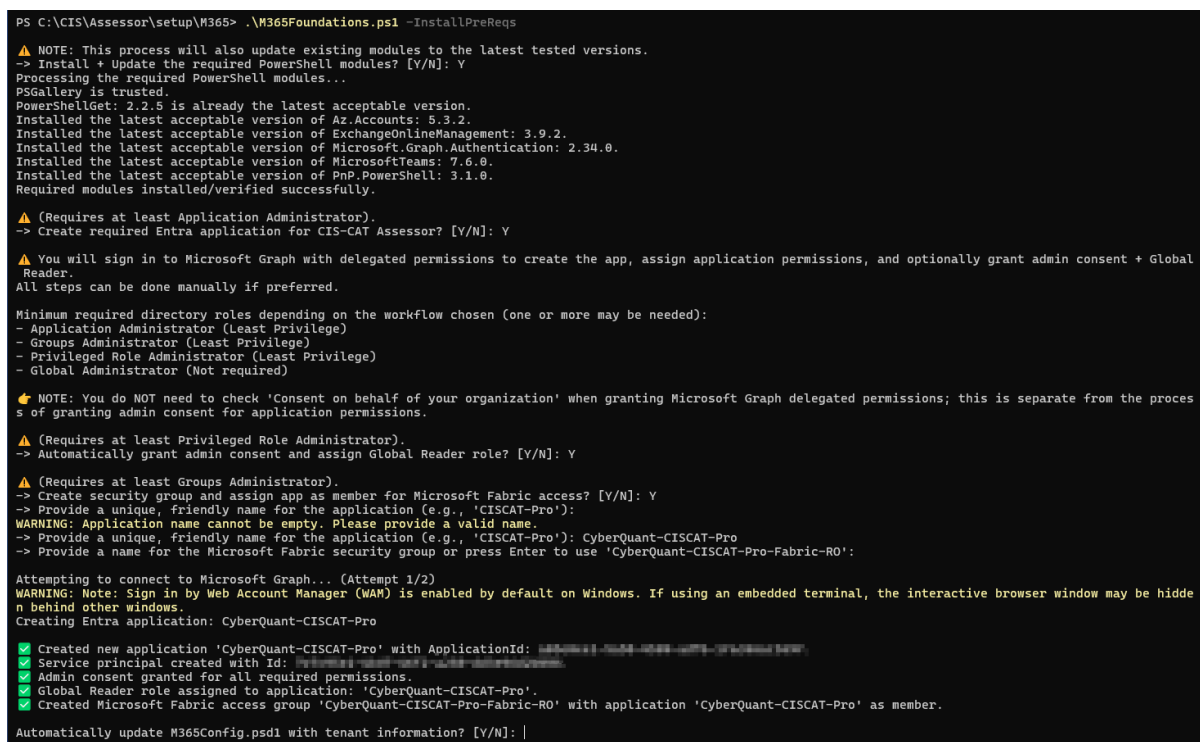 PS C:\CIS\Assessor\setup\M365> .\M365Foundations.ps1 -InstallPreReqs
⚠ NOTE: This process will also update existing modules to the latest tested versions.
-> Install + Update the required PowerShell modules? [Y/N]: Y
Processing the required PowerShell modules...
PSGallery is trusted.
PowerShellGet: 2.2.5 is already the latest acceptable version.
Installed the latest acceptable version of Az.Accounts: 5.3.2.
Installed the latest acceptable version of ExchangeOnlineManagement: 3.9.2.
Installed the latest acceptable version of Microsoft.Graph.Authentication: 2.34.0.
Installed the latest acceptable version of MicrosoftTeams: 7.6.0.
Installed the latest acceptable version of PnP.PowerShell: 3.1.0.
Required modules installed/verified successfully.
⚠ (Requires at least Application Administrator).
-> Create required Entra application for CIS-CAT Assessor? [Y/N]: Y
⚠ You will sign in to Microsoft Graph with delegated permissions to create the app, assign application permissions, and optionally grant admin consent + Global
Reader.
All steps can be done manually if preferred.
Minimum required directory roles depending on the workflow chosen (one or more may be needed):
- Application Administrator (Least Privilege)
- Groups Administrator (Least Privilege)
- Privileged Role Administrator (Least Privilege)
- Global Administrator (Not required)
👉 NOTE: You do NOT need to check 'Consent on behalf of your organization' when granting Microsoft Graph delegated permissions; this is separate from the proces
s of granting admin consent for application permissions.
⚠ (Requires at least Privileged Role Administrator).
-> Automatically grant admin consent and assign Global Reader role? [Y/N]: Y
⚠ (Requires at least Groups Administrator).
-> Create security group and assign app as member for Microsoft Fabric access? [Y/N]: Y
-> Provide a unique, friendly name for the application (e.g., 'CISCAT-Pro'):
WARNING: Application name cannot be empty. Please provide a valid name.
-> Provide a unique, friendly name for the application (e.g., 'CISCAT-Pro'): CyberQuant-CISCAT-Pro
-> Provide a name for the Microsoft Fabric security group or press Enter to use 'CyberQuant-CISCAT-Pro-Fabric-RO':
Attempting to connect to Microsoft Graph... (Attempt 1/2)
WARNING: Note: Sign in by Web Account Manager (WAM) is enabled by default on Windows. If using an embedded terminal, the interactive browser window may be hidde
n behind other windows.
Creating Entra application: CyberQuant-CISCAT-Pro
✅ Created new application 'CyberQuant-CISCAT-Pro' with ApplicationId:
✅ Service principal created with Id:
✅ Admin consent granted for all required permissions.
✅ Global Reader role assigned to application: 'CyberQuant-CISCAT-Pro'.
✅ Created Microsoft Fabric access group 'CyberQuant-CISCAT-Pro-Fabric-RO' with application 'CyberQuant-CISCAT-Pro' as member.
Automatically update M365Config.psd1 with tenant information? [Y/N]: